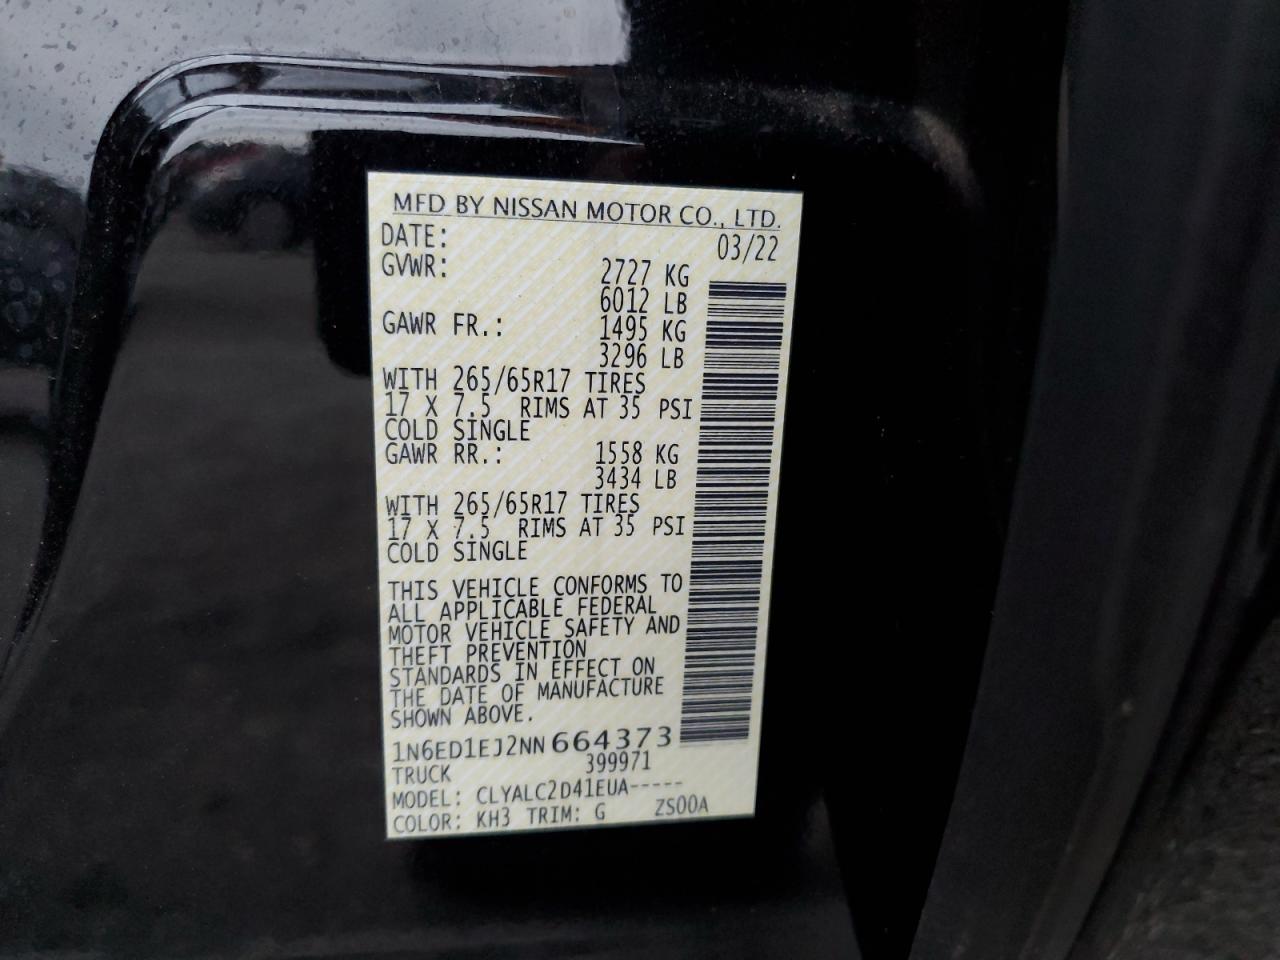 MFD BY NISSAN MOTOR CO., LTD.
DATE: 03/22
GVWR: 2727 KG
6012 LB
GAWR FR.: 1495 KG
3296 LB
WITH 265/65R17 TIRES
17 X 7.5 RIMS AT 35 PSI
COLD SINGLE
GAWR RR.: 1558 KG
3434 LB
WITH 265/65R17 TIRES
17 X 7.5 RIMS AT 35 PSI
COLD SINGLE
THIS VEHICLE CONFORMS TO
ALL APPLICABLE FEDERAL
MOTOR VEHICLE SAFETY AND
THEFT PREVENTION
STANDARDS IN EFFECT ON
THE DATE OF MANUFACTURE
SHOWN ABOVE.
1N6ED1EJ2NN664373
TRUCK 399971
MODEL: CLYALC2D41EUA-----
COLOR: KH3 TRIM: G ZS00A